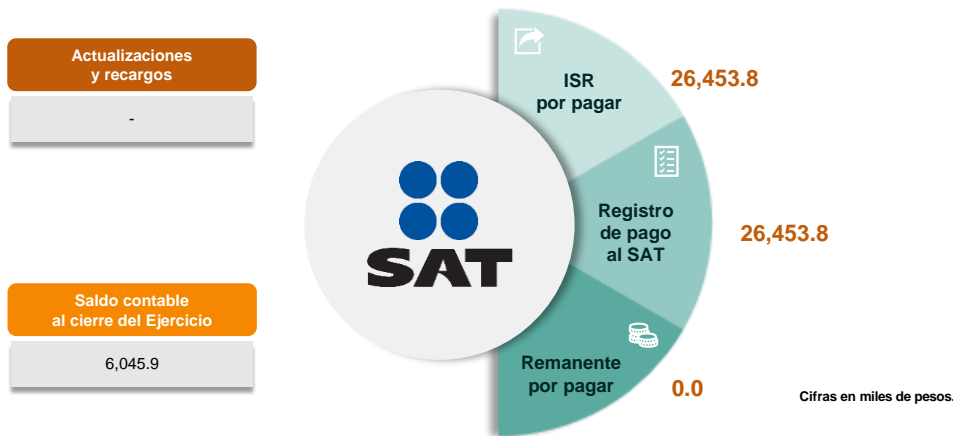 Actualizaciones
y recargos
-
Saldo contable
al cierre del Ejercicio
6,045.9
SAT
ISR
por pagar
26,453.8
Registro
de pago
al SAT
26,453.8
Remanente
por pagar
0.0
Cifras en miles de pesos.